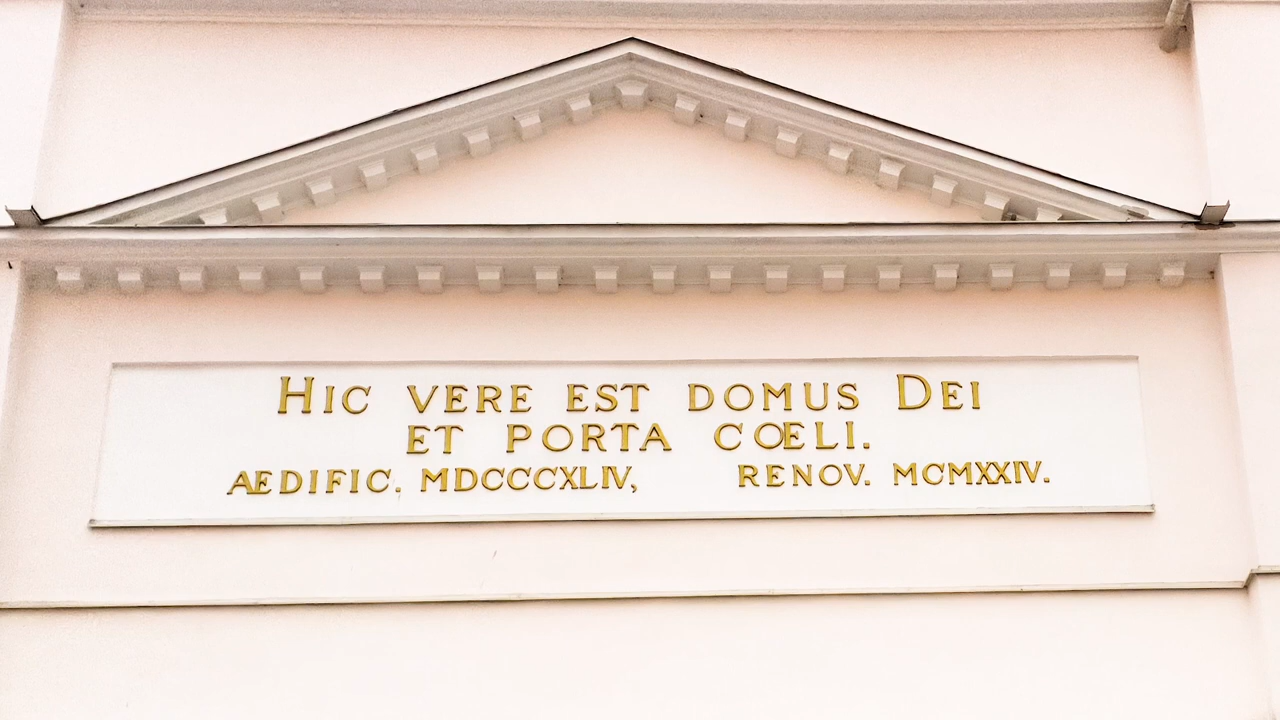 HIC VERE EST DOMUS DEI
ET PORTA CŒLI.
AEDIFIC. MDCCCXLIV, RENOV. MCMXXIV.